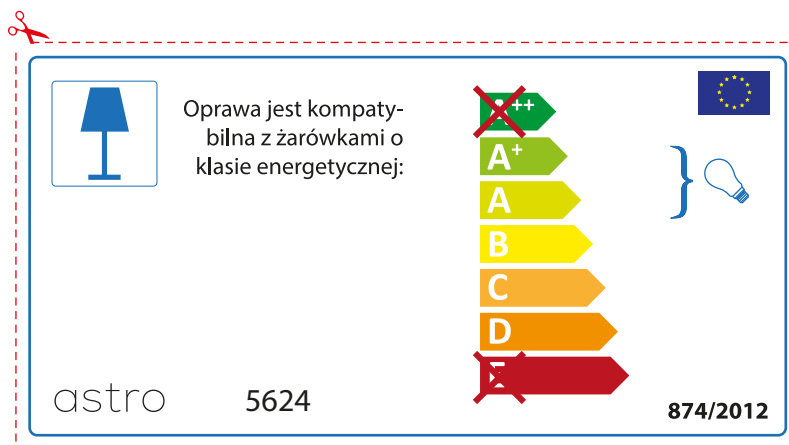 Oprawa jest kompaty-
bilna z żarówkami o
klasie energetycznej:
A++
A+
A
B
C
D
E
astro
5624
874/2012